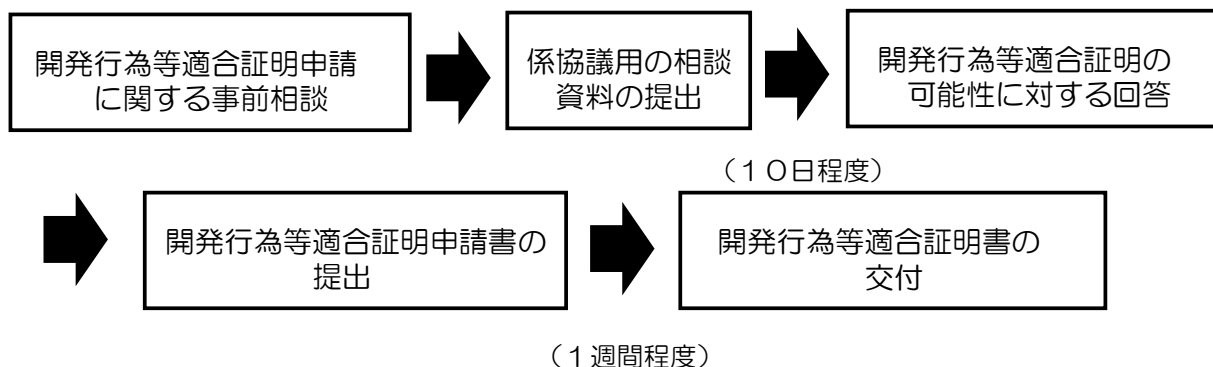 開発行為等適合証明申請
に関する事前相談
係協議用の相談
資料の提出
開発行為等適合証明の
可能性に対する回答
（１０日程度）
開発行為等適合証明申請書の
提出
開発行為等適合証明書の
交付
（１週間程度）